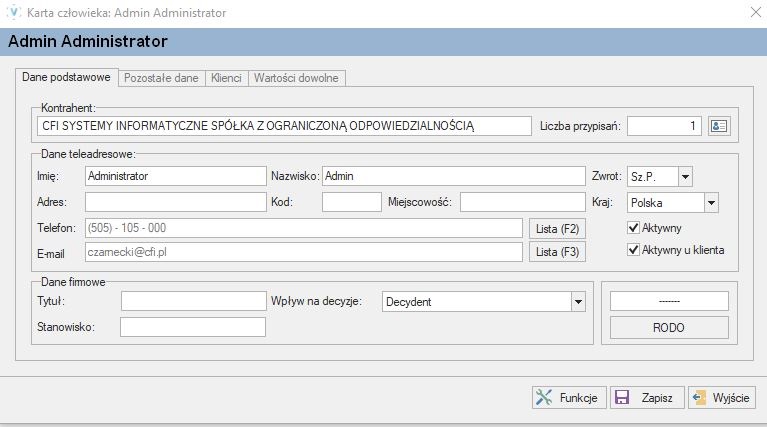 Karta człowieka: Admin Administrator
Admin Administrator
Dane podstawowe Pozostałe dane Klienci Wartości dowolne
Kontrahent:
CFI SYSTEMY INFORMATYCZNE SPÓŁKA Z OGRANICZONĄ ODPOWIEDZIALNOŚCIĄ Liczba przypisań: 1
Dane teleadresowe:
Imię: Administrator Nazwisko: Admin Zwrot: Sz.P.
Adres: Kod: Miejscowość: Kraj: Polska
Telefon: (505) - 105 - 000 Lista (F2) Aktywny
E-mail czarnecki@cfi.pl Lista (F3) Aktywny u klienta
Dane firmowe
Tytuł: Wpływ na decyzje: Decydent -------
Stanowisko: RODO
Funkcje Zapisz Wyjście